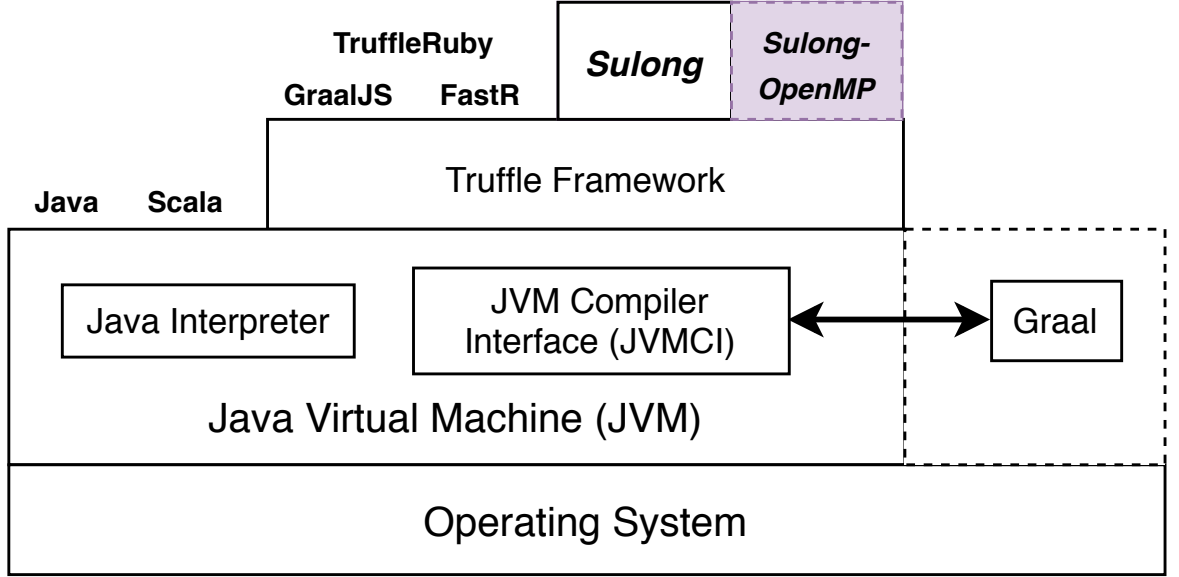 TruffleRuby
GraalJS FastR
Sulong
Sulong-
OpenMP
Truffle Framework
Java Scala
Java Interpreter
JVM Compiler
Interface (JVMCI)
Graal
Java Virtual Machine (JVM)
Operating System